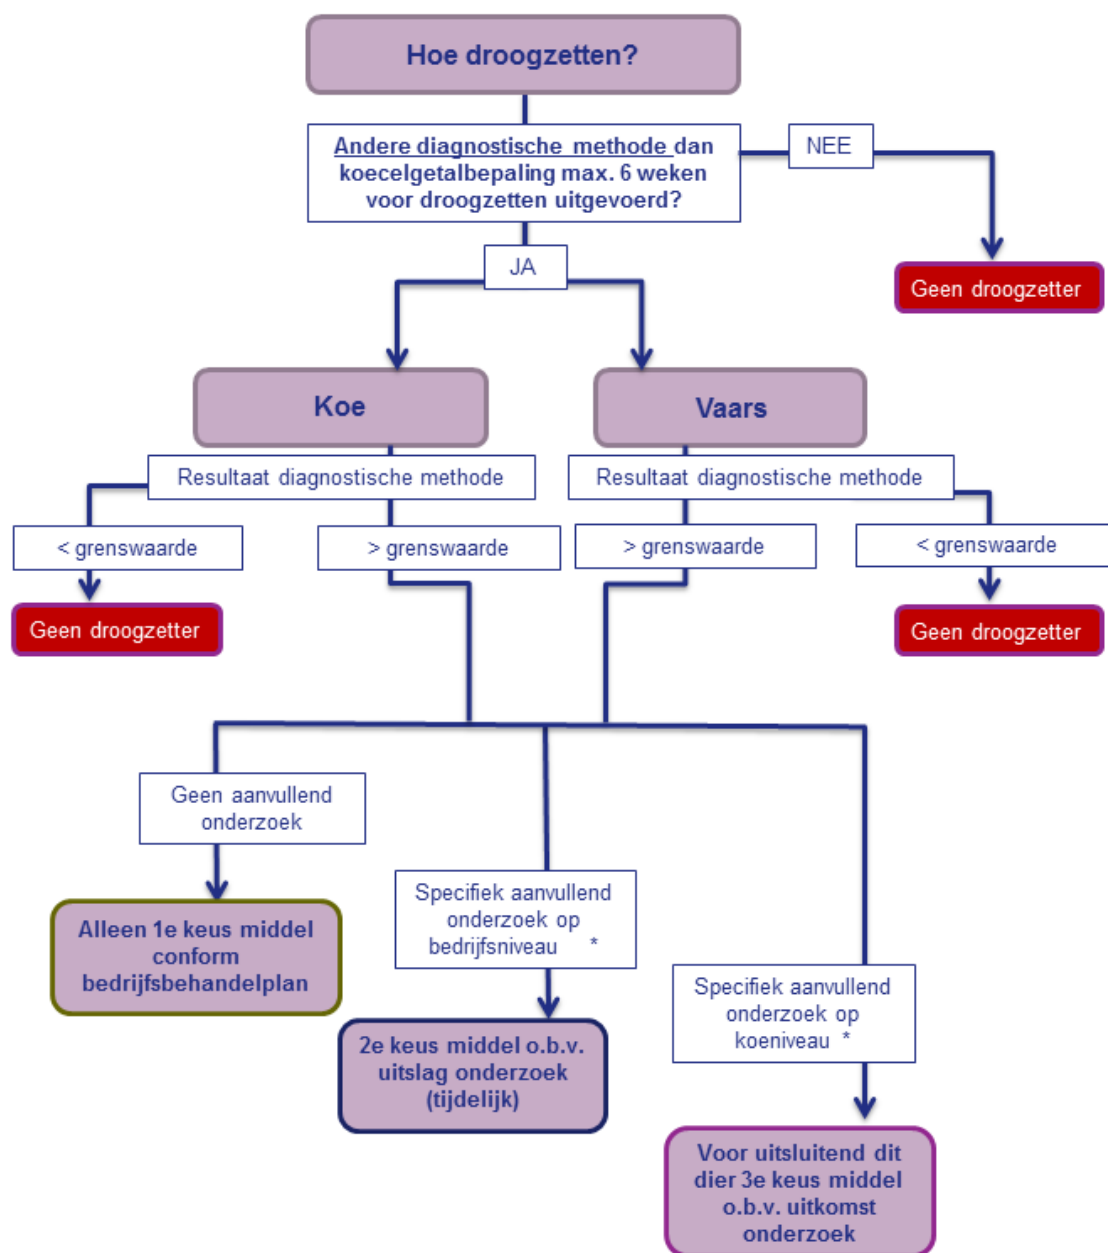 Hoe droogzetten?
Andere diagnostische methode dan
koecelgetalbepaling max. 6 weken
voor droogzetten uitgevoerd?
NEE
JA
Geen droogzetter
Koe
Vaars
Resultaat diagnostische methode
Resultaat diagnostische methode
< grenswaarde
> grenswaarde
> grenswaarde
< grenswaarde
Geen droogzetter
Geen droogzetter
Geen aanvullend
onderzoek
Alleen 1e keus middel
conform
bedrijfsbehandelplan
Specifiek aanvullend
onderzoek op
bedrijfsniveau *
2e keus middel o.b.v.
uitslag onderzoek
(tijdelijk)
Specifiek aanvullend
onderzoek op
koeniveau *
Voor uitsluitend dit
dier 3e keus middel
o.b.v. uitkomst
onderzoek